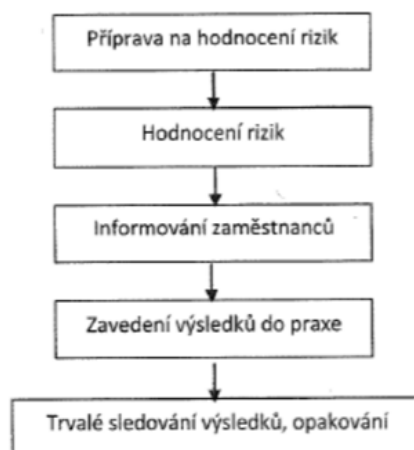 Příprava na hodnocení rizik
Hodnocení rizik
Informování zaměstnanců
Zavedení výsledků do praxe
Trvalé sledování výsledků, opakování